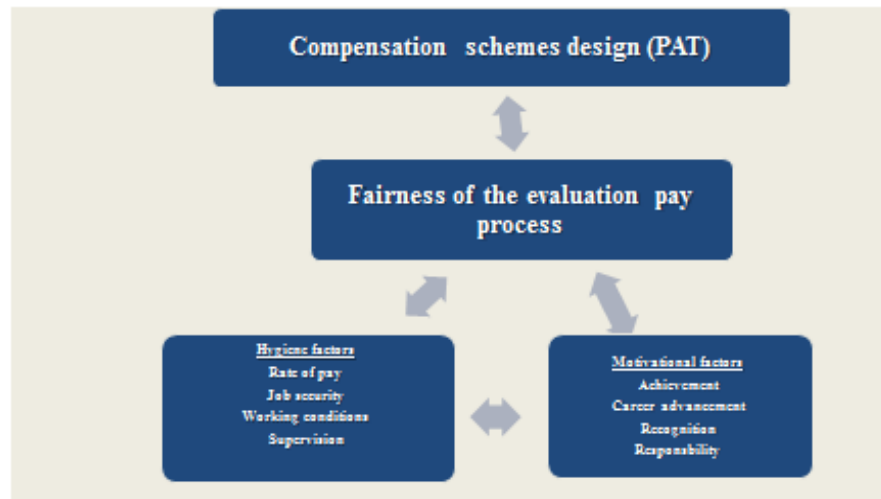 Compensation schemes design (PAT)
Fairness of the evaluation pay
process
Hygiene factors
Rate of pay
Job security
Working conditions
Supervision
Motivational factors
Achievement
Career advancement
Recognition
Responsability